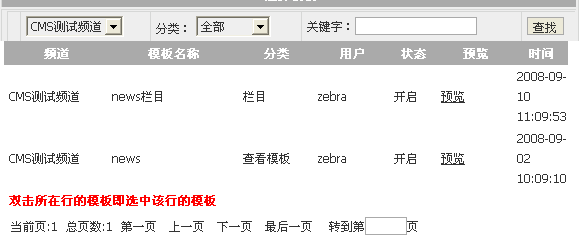 CMS测试频道 分类： 全部 关键字： 查找
频道 模板名称 分类 用户 状态 预览 时间
CMS测试频道 news栏目 栏目 zebra 开启 预览 2008-09-
10
11:09:53
CMS测试频道 news 查看模板 zebra 开启 预览 2008-09-
02
10:09:10
双击所在行的模板即选中该行的模板
当前页:1 总页数:1 第一页 上一页 下一页 最后一页 转到第 页